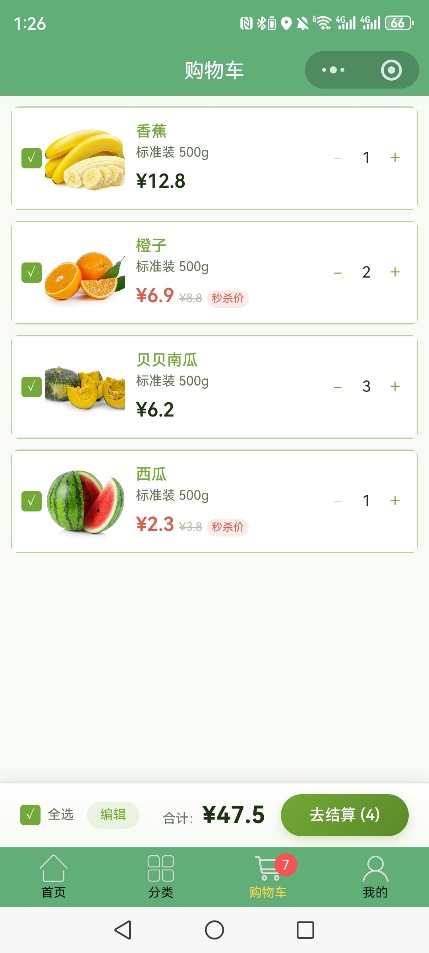 1:26
6 4G 4G 66
购物车
香蕉
标准装 500g
¥12.8
− 1 +
橙子
标准装 500g
¥6.9 ¥8.8 秒杀价
− 2 +
贝贝南瓜
标准装 500g
¥6.2
− 3 +
西瓜
标准装 500g
¥2.3 ¥3.8 秒杀价
− 1 +
全选 编辑 合计: ¥47.5 去结算 (4)
7
首页 分类 购物车 我的